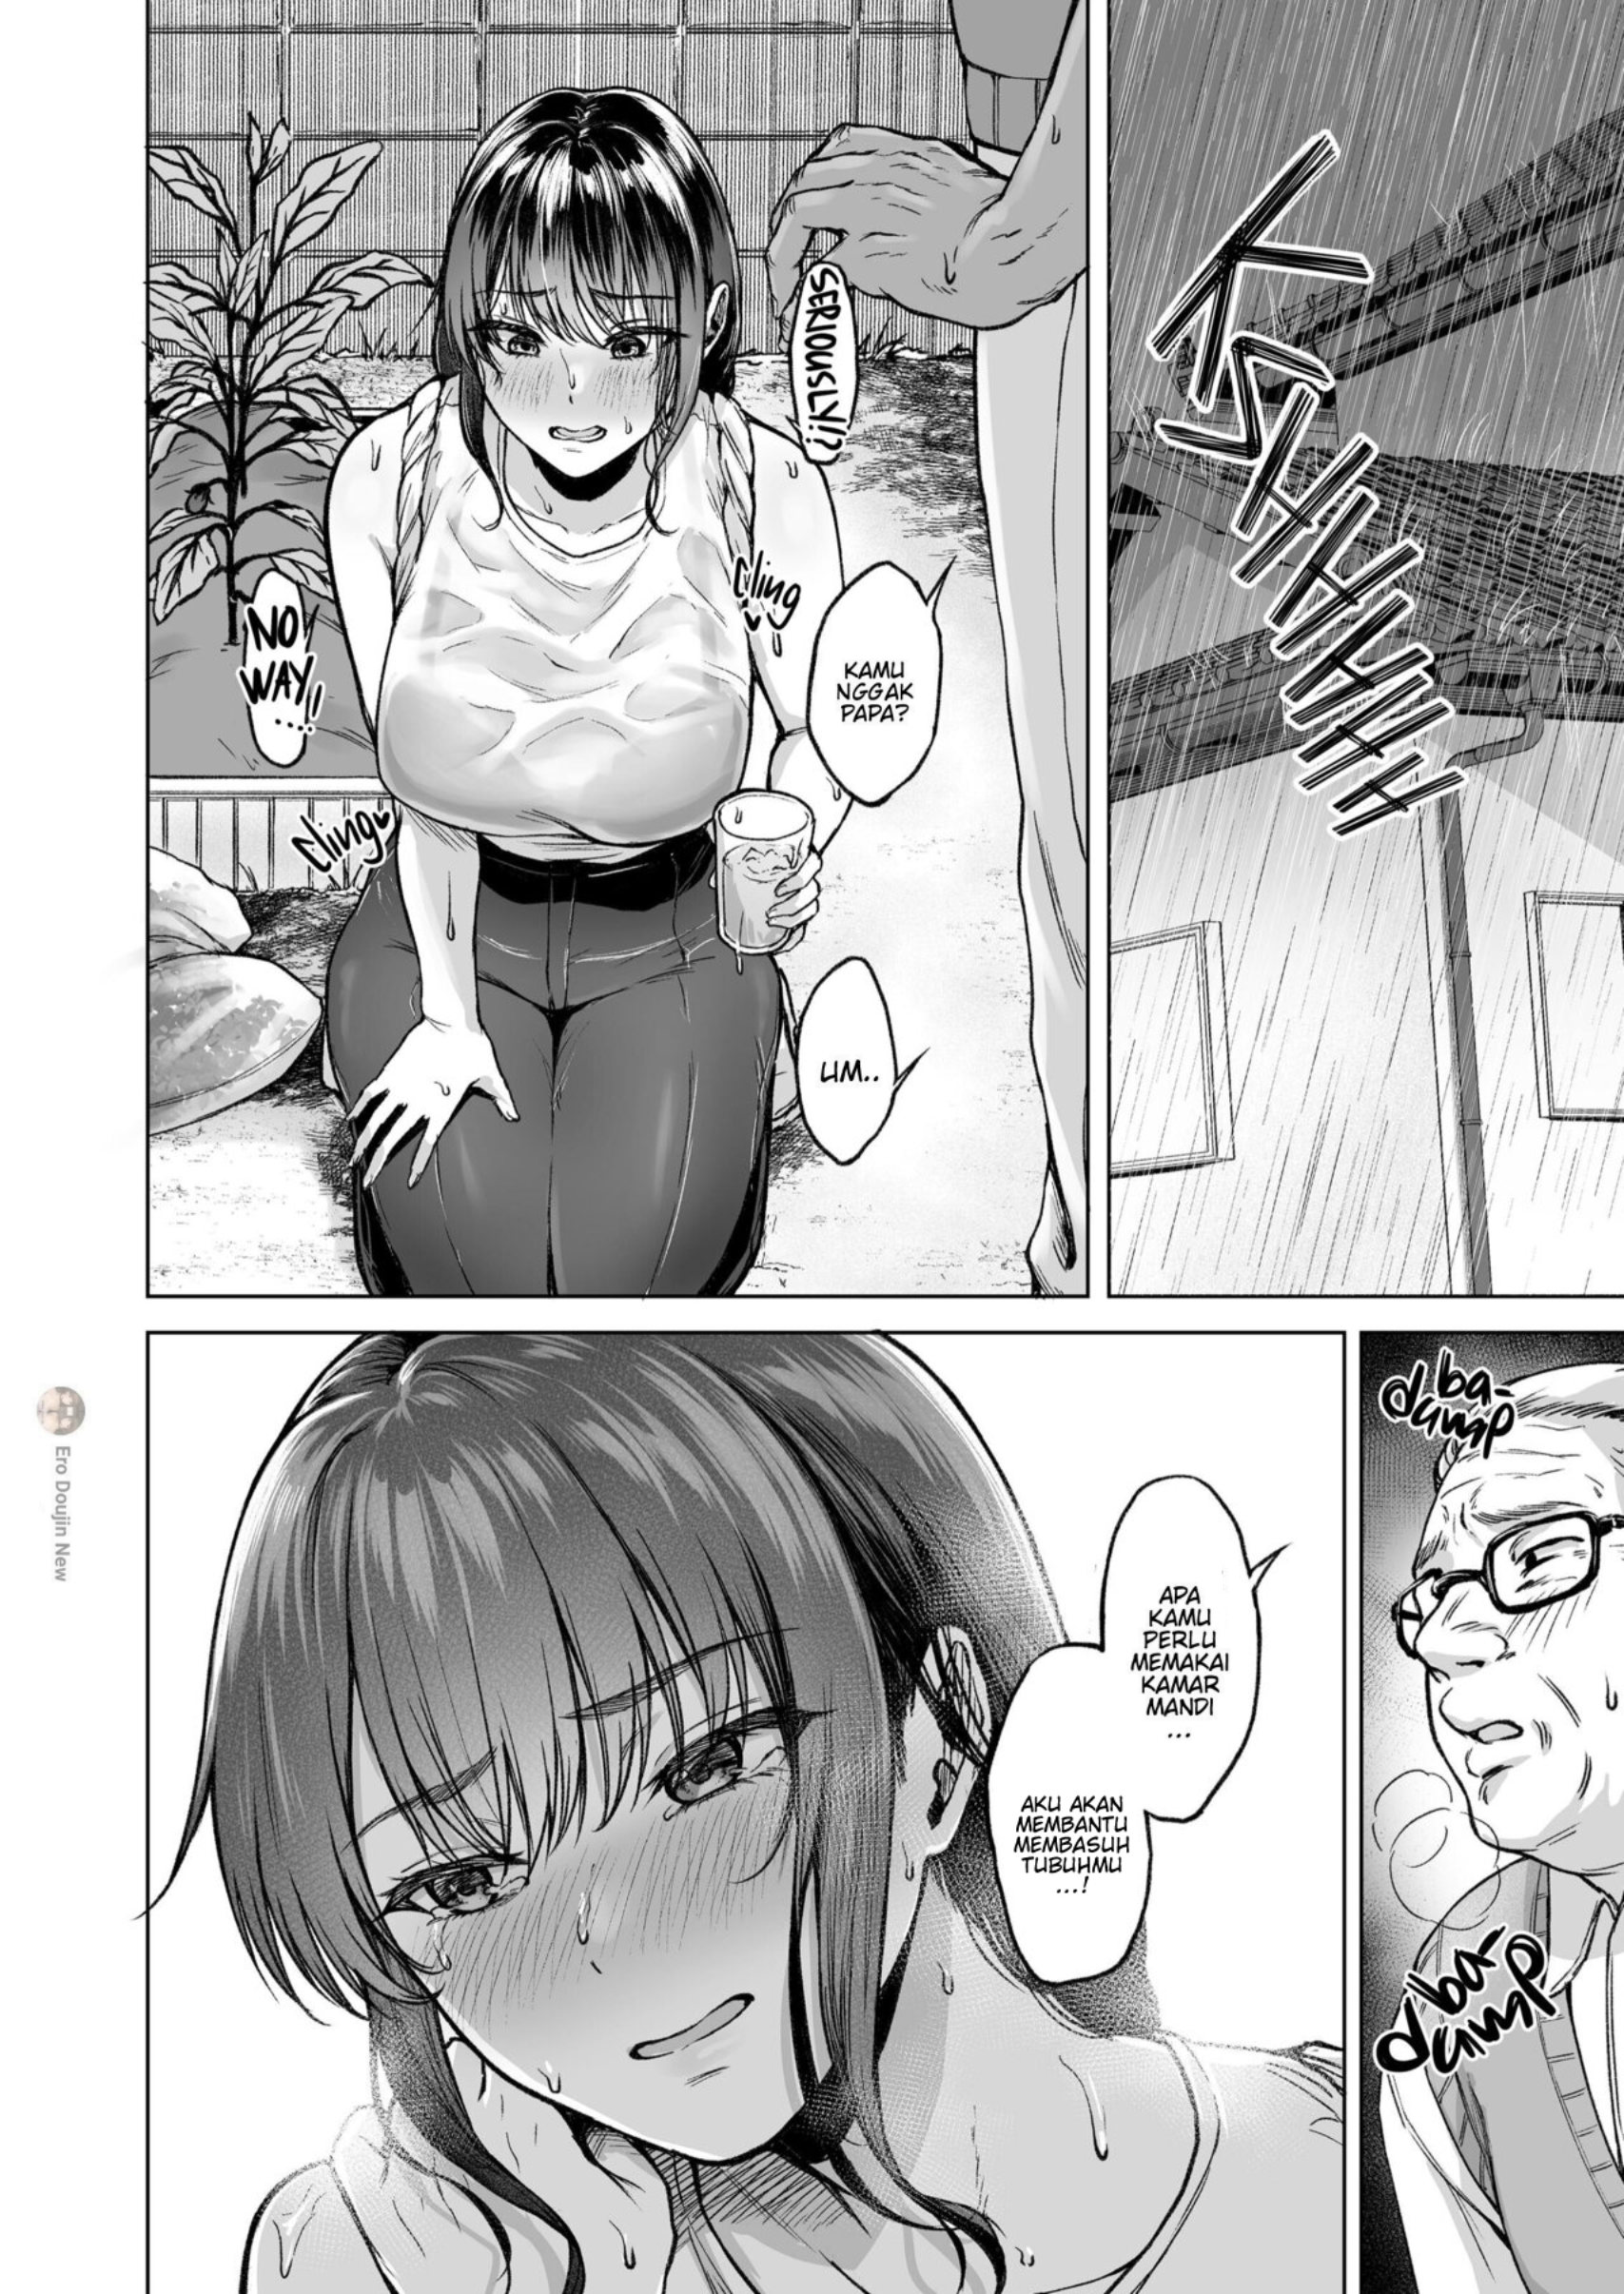 KSHHHHHHH
SERIOUSLY!?
cling
KAMU
NGGAK
PAPA?
NO
WAY,
....!
cling
UM..
ba-
dump
ba-
dump
APA
KAMU
PERLU
MEMAKAI
KAMAR
MANDI
...
AKU AKAN
MEMBANTU
MEMBASUH
TUBUHMU
...!
Ero Doujin New